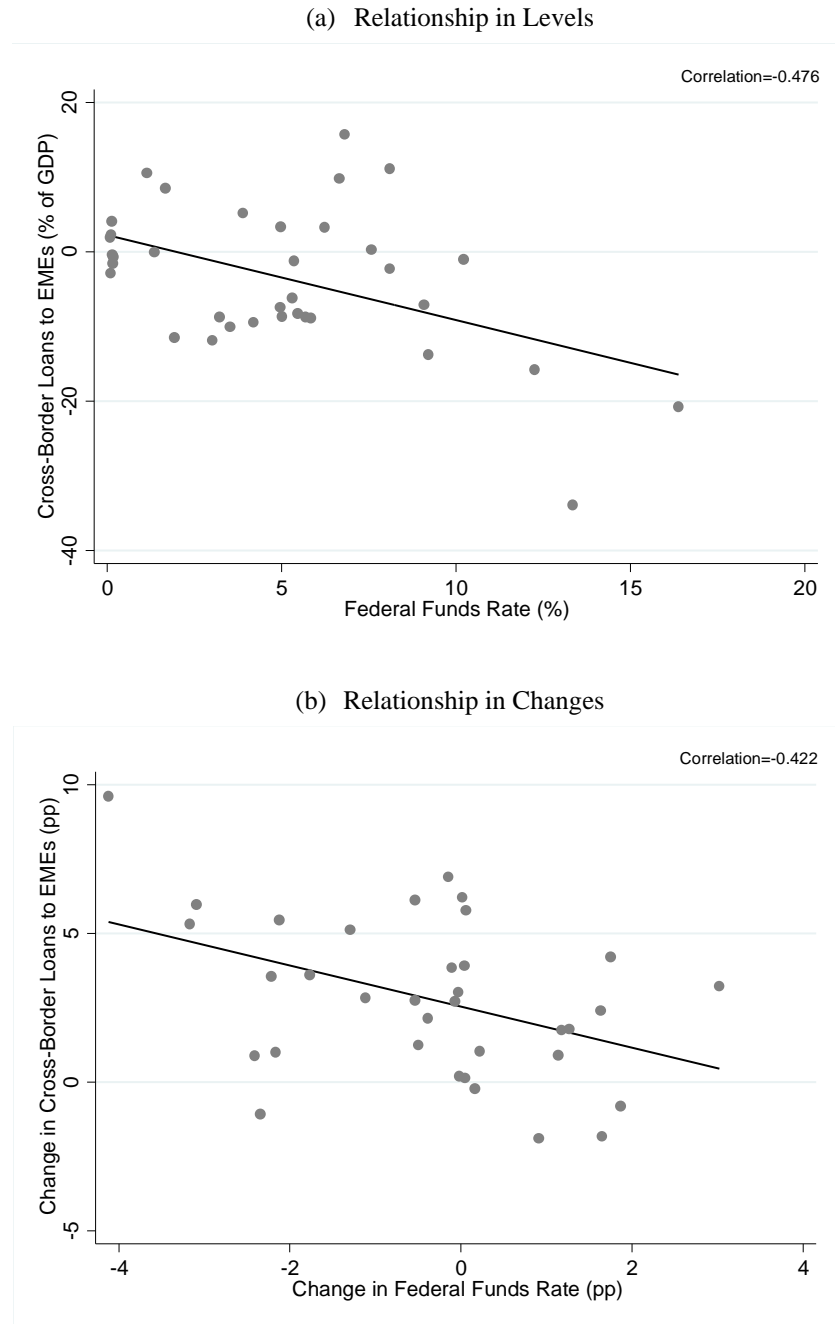 (a) Relationship in Levels
Correlation=-0.476
Cross-Border Loans to EMEs (% of GDP)
20
0
-20
-40
0 5 10 15 20
Federal Funds Rate (%)
(b) Relationship in Changes
Correlation=-0.422
Change in Cross-Border Loans to EMEs (pp)
10
5
0
-5
-4 -2 0 2 4
Change in Federal Funds Rate (pp)